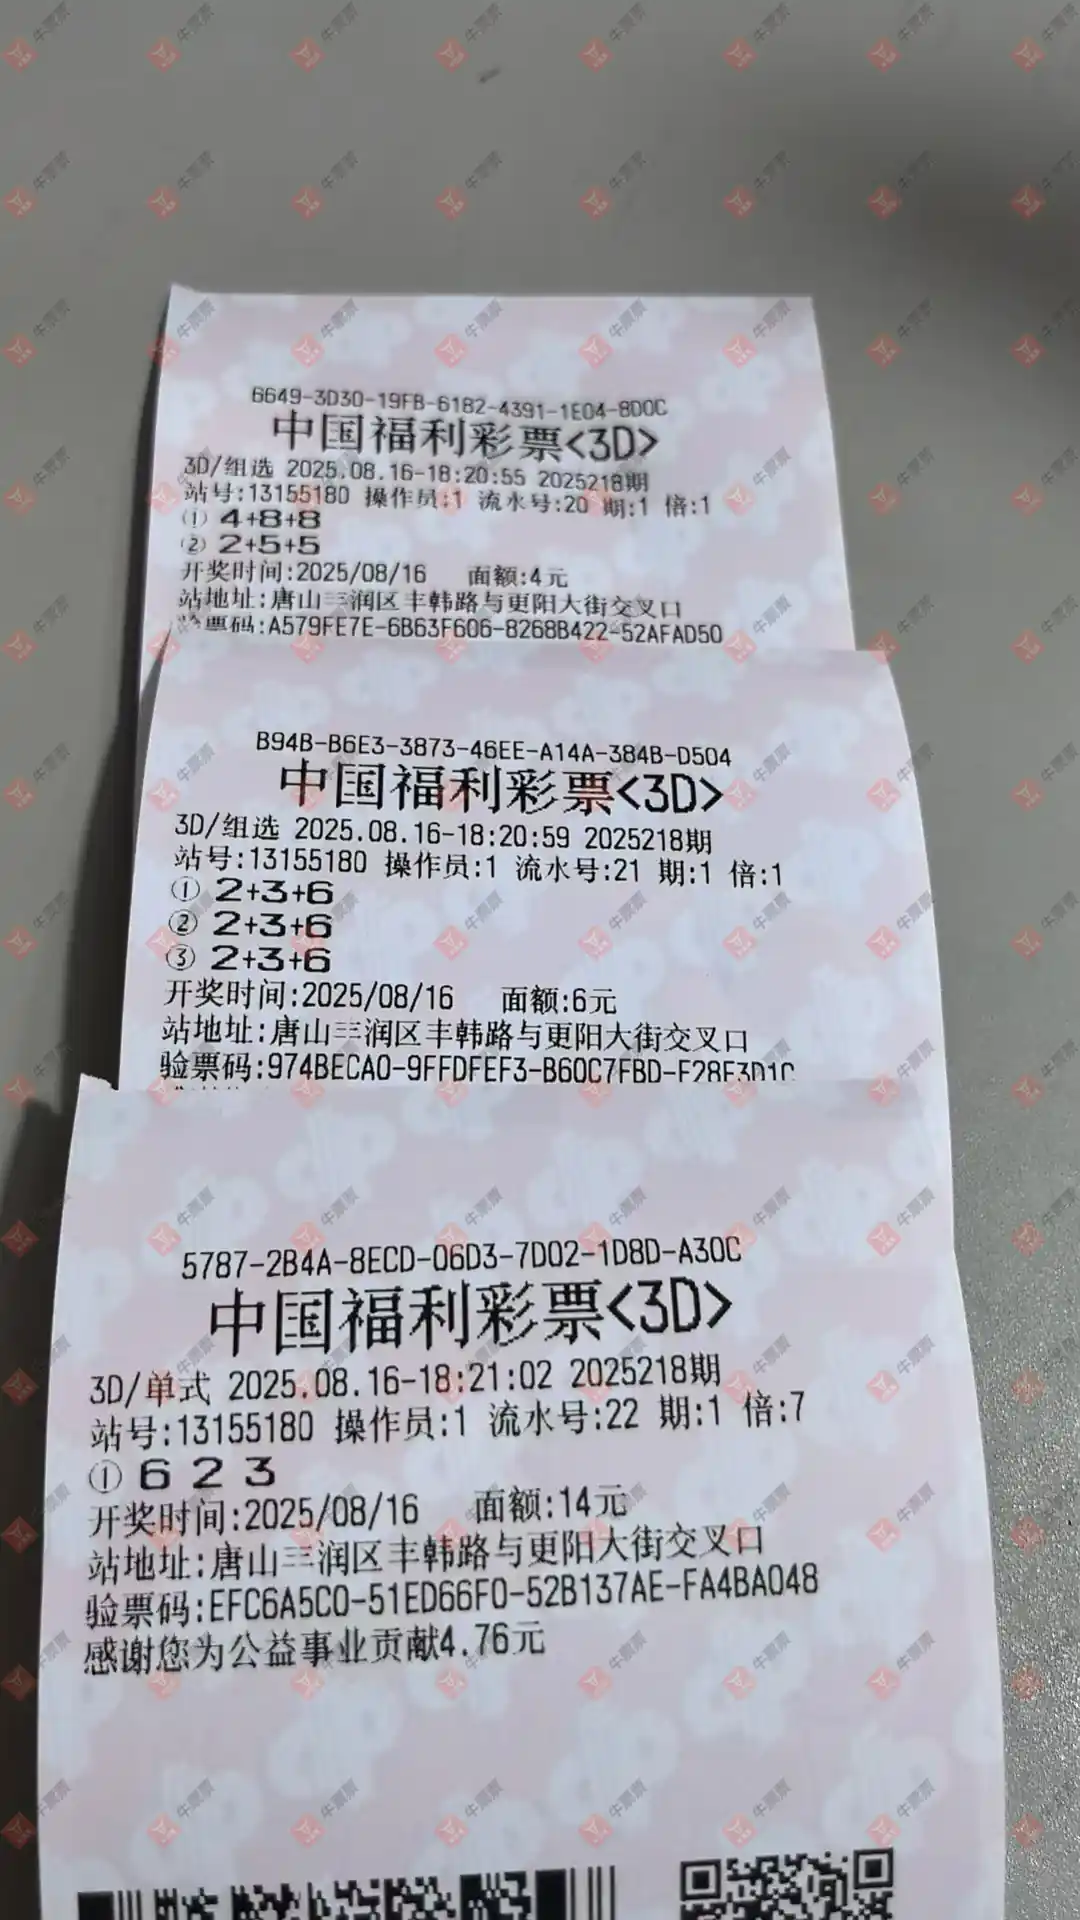 6649-3D30-19FB-6182-4391-1E04-8D0C
中国福利彩票<3D>
3D/组选 2025.08.16-18:20:55 2025218期
站号:13155180 操作员:1 流水号:20 期:1 倍:1
① 4+8+8
② 2+5+5
开奖时间:2025/08/16 面额:4元
站地址:唐山三润区丰韩路与更阳大街交叉口
验票码:A579FE7E-6B63F606-8268B422-52AFAD50
B94B-B6E3-3873-46EE-A14A-384B-D504
中国福利彩票<3D>
3D/组选 2025.08.16-18:20:59 2025218期
站号:13155180 操作员:1 流水号:21 期:1 倍:1
① 2+3+6
② 2+3+6
③ 2+3+6
开奖时间:2025/08/16 面额:6元
站地址:唐山三润区丰韩路与更阳大街交叉口
验票码:974BECA0-9FFDFEF3-B60C7FBD-F28F3D1C
5787-2B4A-8ECD-06D3-7D02-1D8D-A30C
中国福利彩票<3D>
3D/单式 2025.08.16-18:21:02 2025218期
站号:13155180 操作员:1 流水号:22 期:1 倍:7
① 6 2 3
开奖时间:2025/08/16 面额:14元
站地址:唐山三润区丰韩路与更阳大街交叉口
验票码:EFC6A5C0-51ED66F0-52B137AE-FA4BA048
感谢您为公益事业贡献4.76元
牛票票